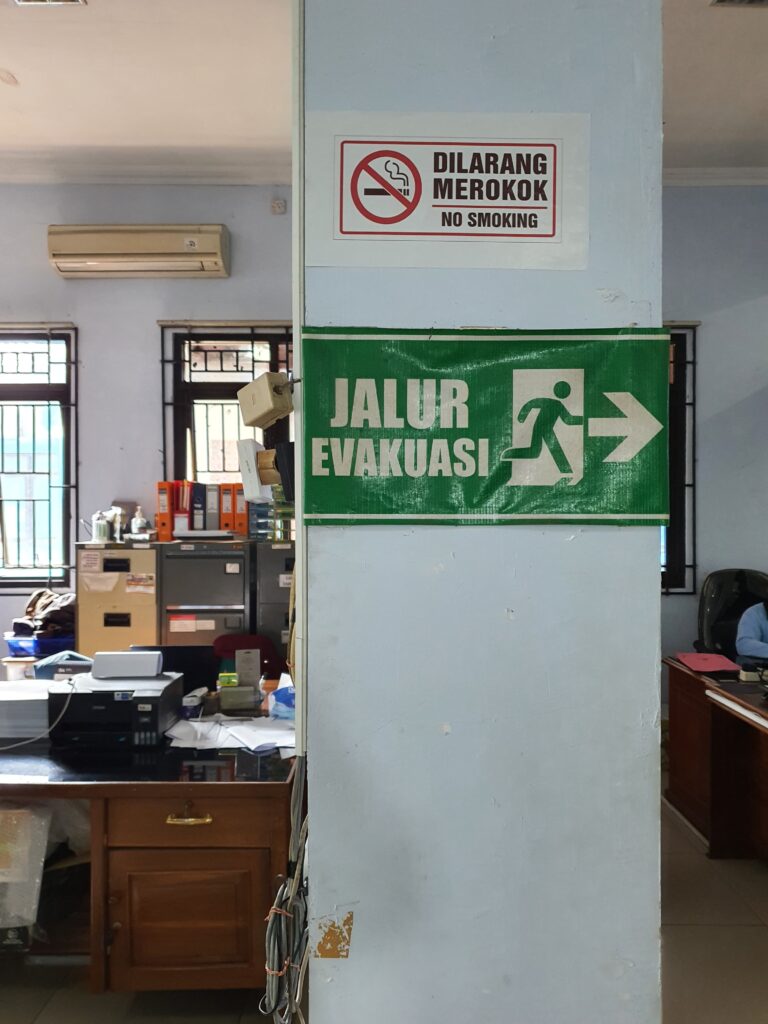 DILARANG
MEROKOK
NO SMOKING
JALUR
EVAKUASI